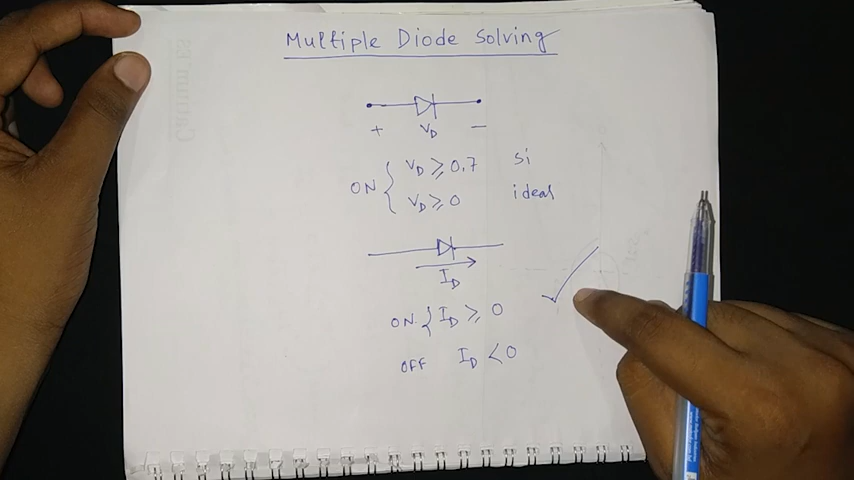 Multiple Diode Solving
+ VD −
ON { VD ≥ 0.7 si
VD ≥ 0 ideal
ID
ON { ID ≥ 0
OFF ID < 0